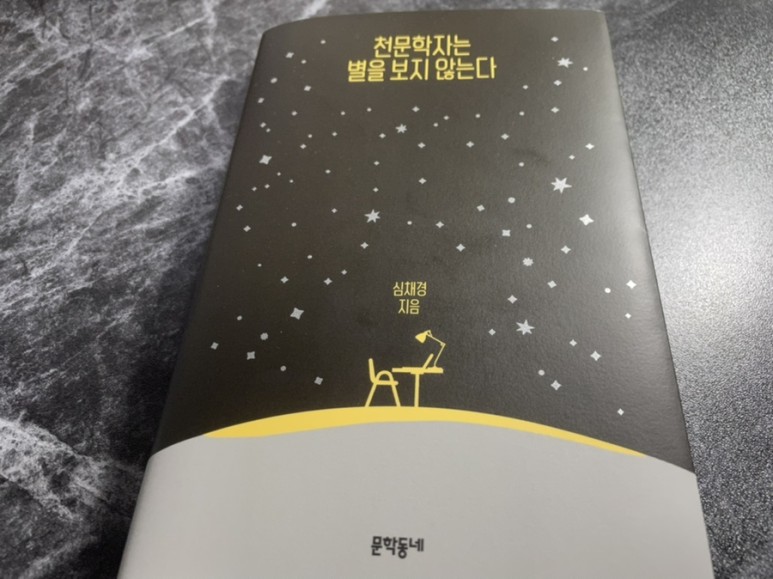 천문학자는
별을 보지 않는다
심채경
지음
문학동네